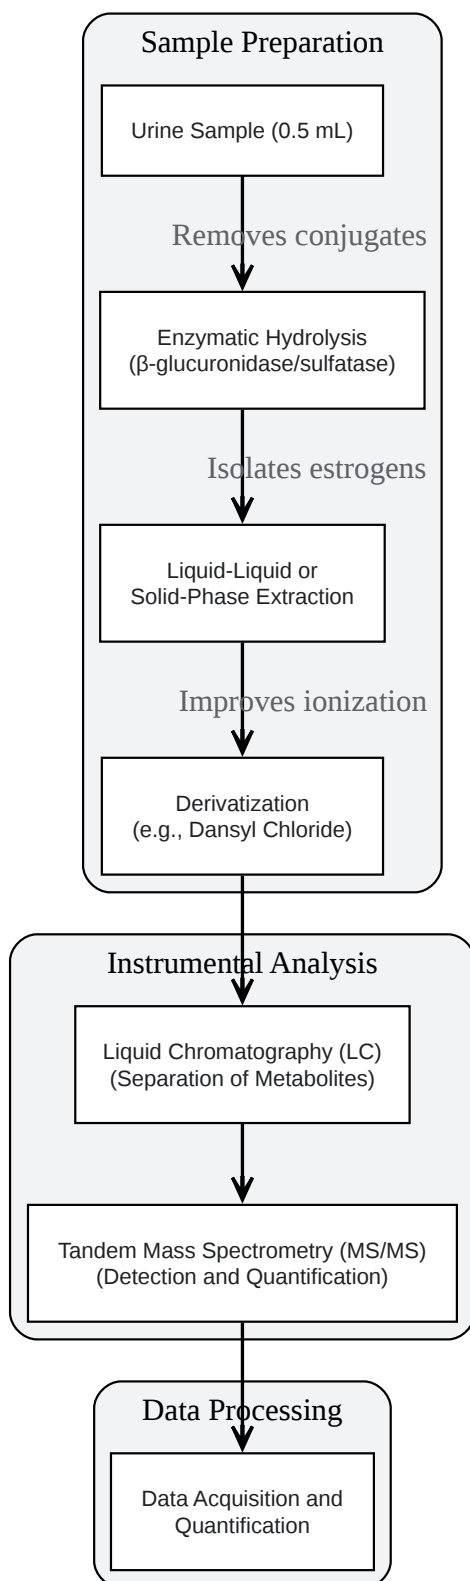 Sample Preparation
Urine Sample (0.5 mL)
Removes conjugates
Enzymatic Hydrolysis
(β-glucuronidase/sulfatase)
Isolates estrogens
Liquid-Liquid or
Solid-Phase Extraction
Improves ionization
Derivatization
(e.g., Dansyl Chloride)
Instrumental Analysis
Liquid Chromatography (LC)
(Separation of Metabolites)
Tandem Mass Spectrometry (MS/MS)
(Detection and Quantification)
Data Processing
Data Acquisition and
Quantification